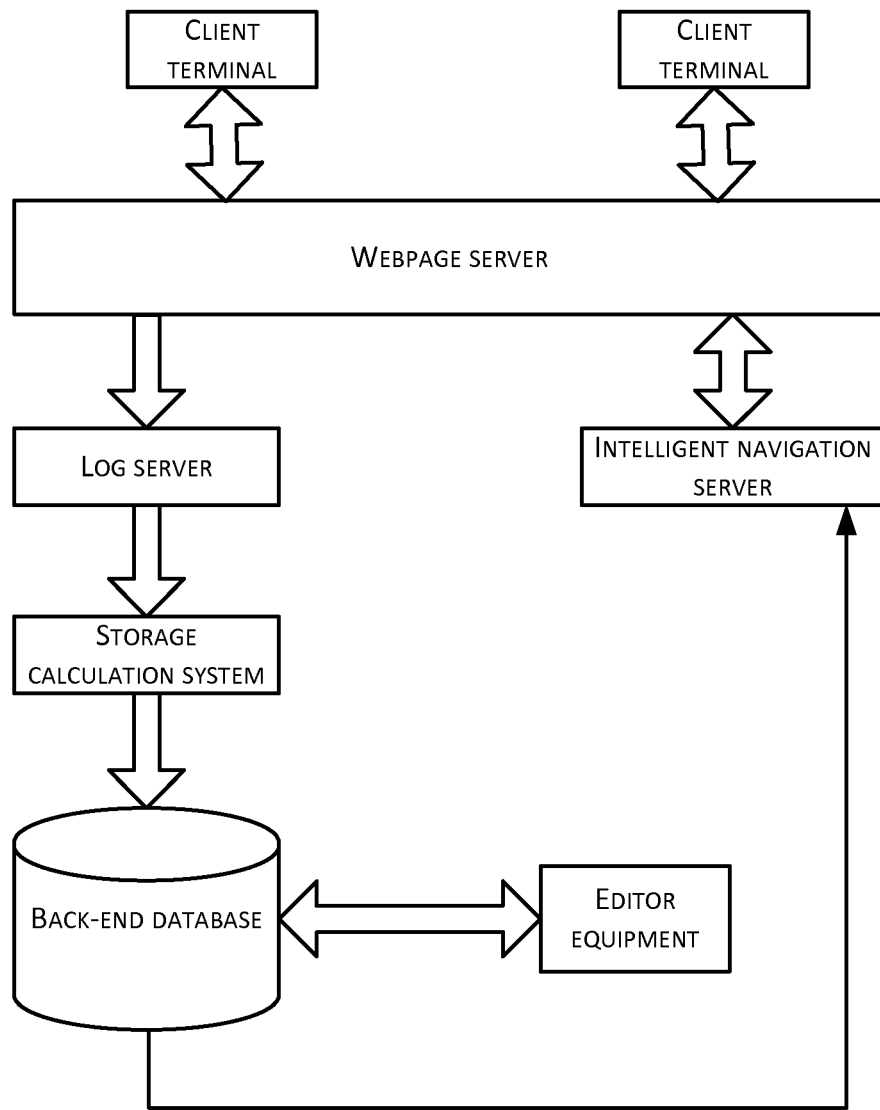 CLIENT
TERMINAL
CLIENT
TERMINAL
WEBPAGE SERVER
LOG SERVER
INTELLIGENT NAVIGATION
SERVER
STORAGE
CALCULATION SYSTEM
BACK-END DATABASE
EDITOR
EQUIPMENT